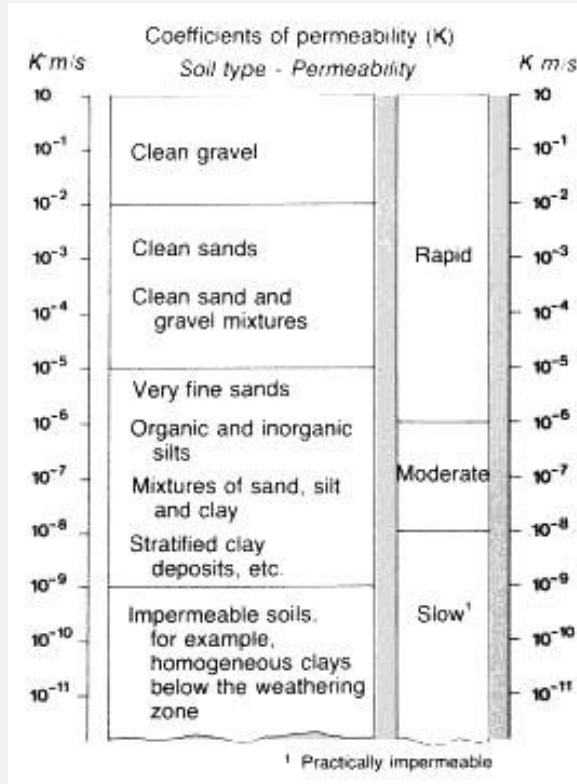 Coefficients of permeability (K)
K m/s
Soil type - Permeability
K m/s
10
10⁻¹
10⁻²
10⁻³
10⁻⁴
10⁻⁵
10⁻⁶
10⁻⁷
10⁻⁸
10⁻⁹
10⁻¹⁰
10⁻¹¹
Clean gravel
Clean sands
Clean sand and
gravel mixtures
Very fine sands
Organic and inorganic
silts
Mixtures of sand, silt
and clay
Stratified clay
deposits, etc.
Impermeable soils.
for example,
homogeneous clays
below the weathering
zone
Rapid
Moderate
Slow¹
10
10⁻¹
10⁻²
10⁻³
10⁻⁴
10⁻⁵
10⁻⁶
10⁻⁷
10⁻⁸
10⁻⁹
10⁻¹⁰
10⁻¹¹
¹ Practically impermeable